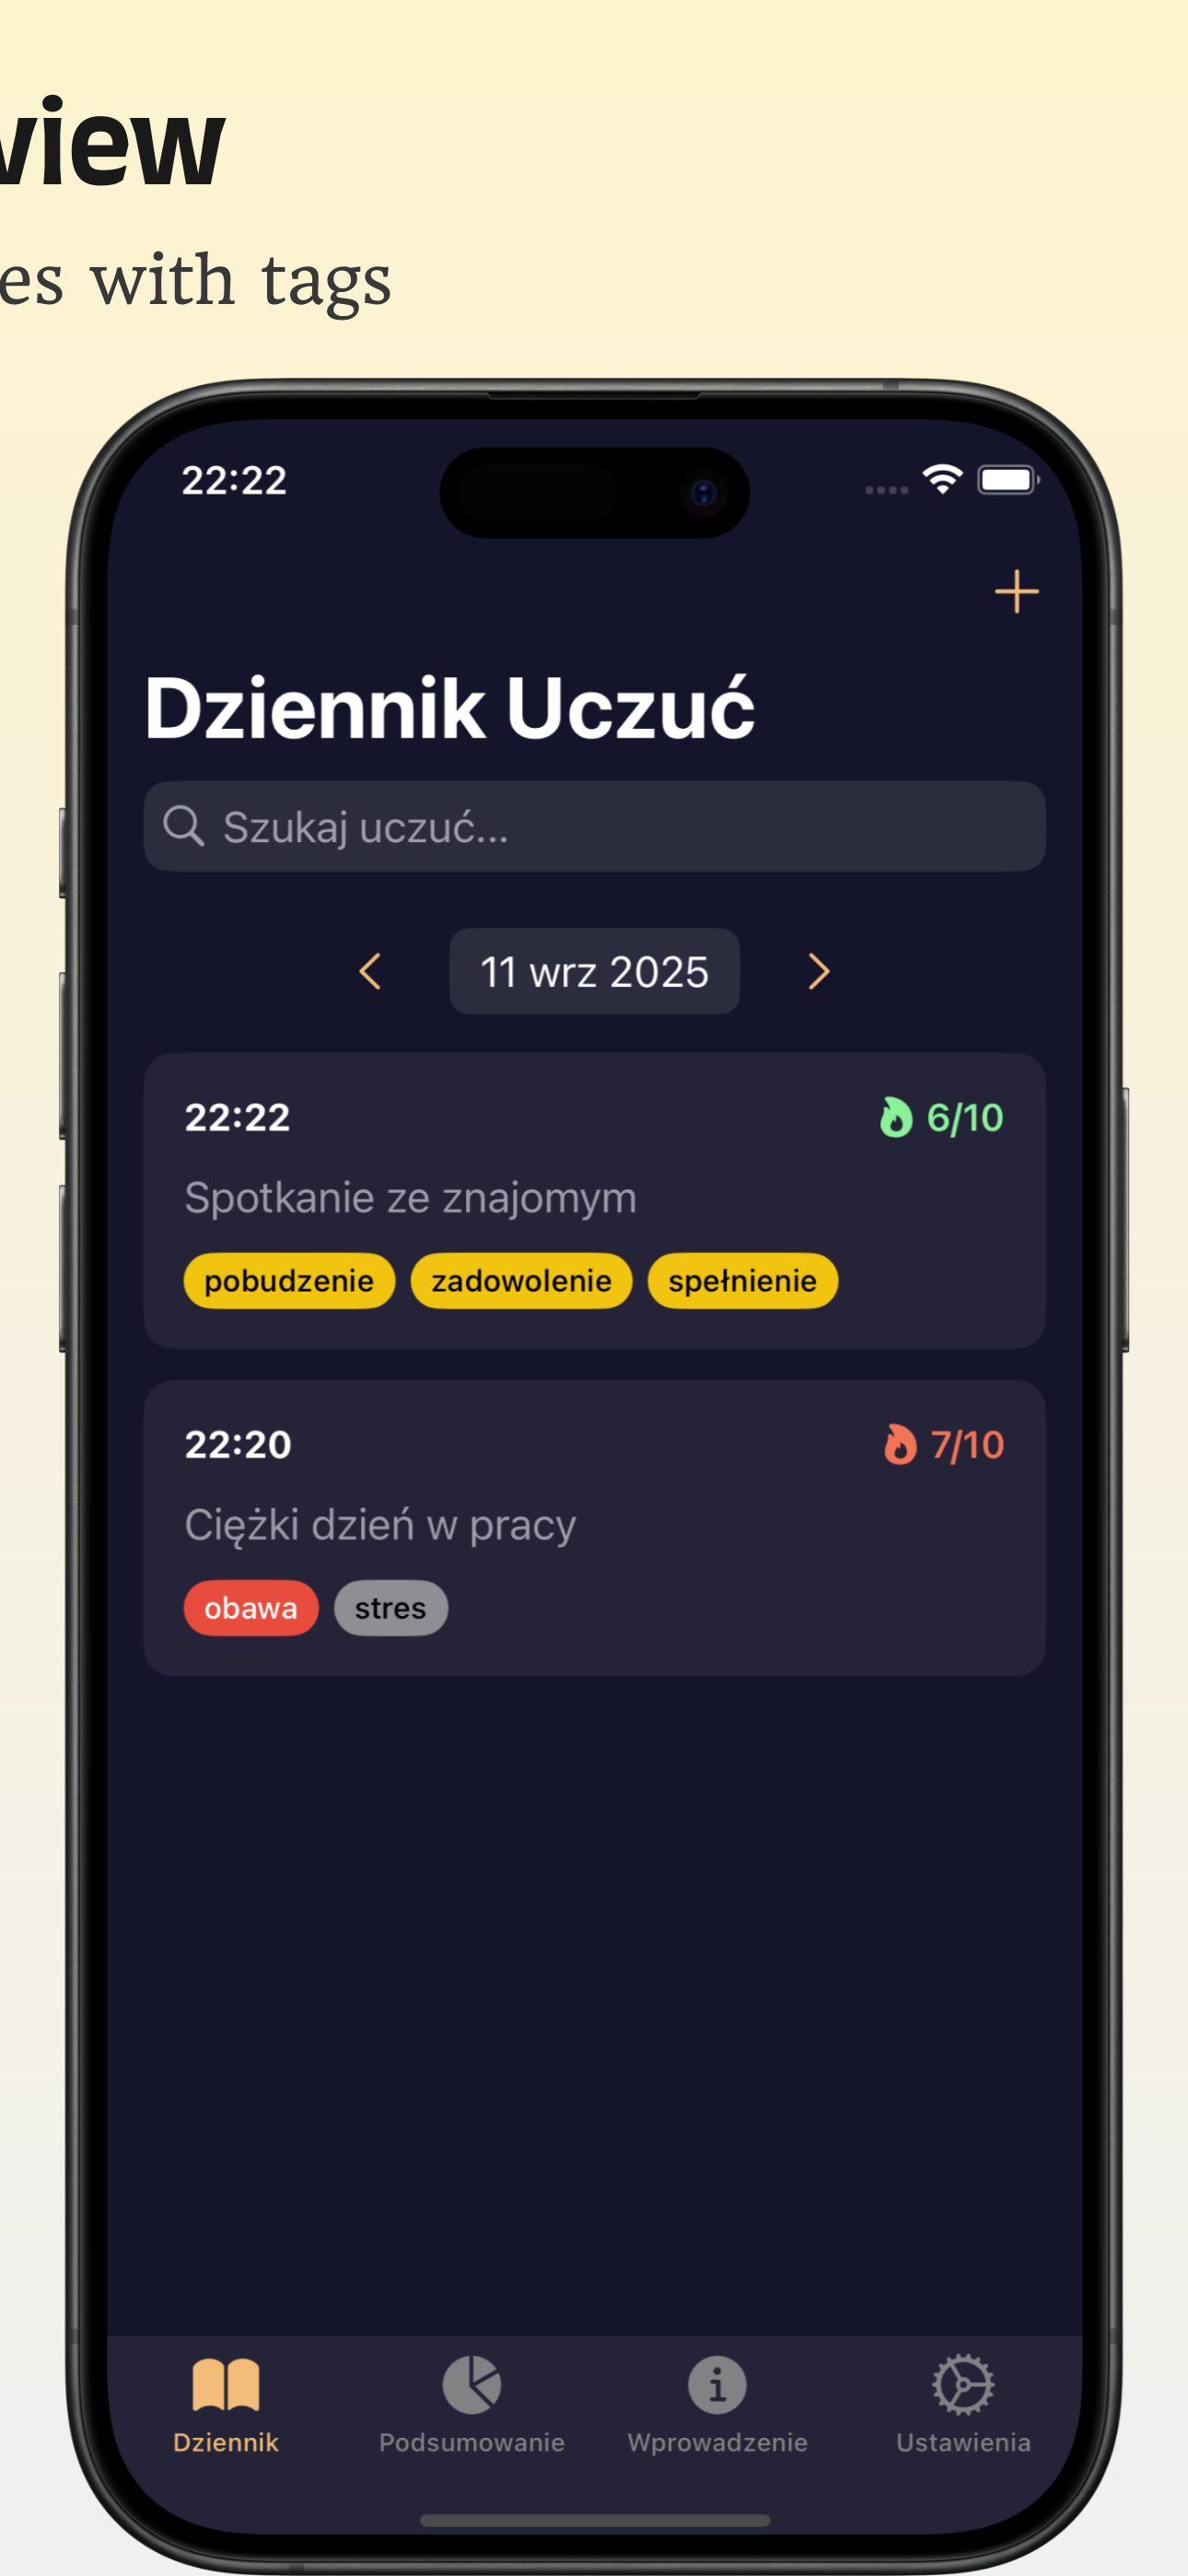 view
es with tags
22:22
Dziennik Uczuć
Szukaj uczuć...
11 wrz 2025
22:22 6/10
Spotkanie ze znajomym
pobudzenie zadowolenie spełnienie
22:20 7/10
Ciężki dzień w pracy
obawa stres
Dziennik Podsumowanie Wprowadzenie Ustawienia